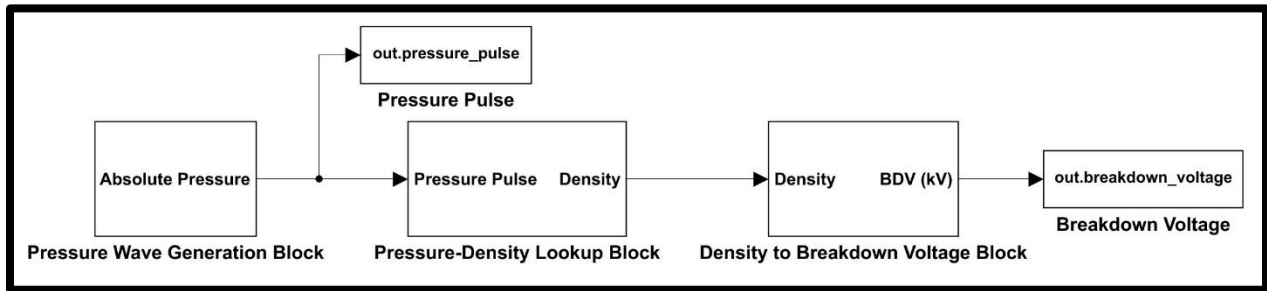 out.pressure_pulse
Pressure Pulse
Absolute Pressure
Pressure Wave Generation Block
Pressure Pulse Density
Pressure-Density Lookup Block
Density BDV (kV)
Density to Breakdown Voltage Block
out.breakdown_voltage
Breakdown Voltage